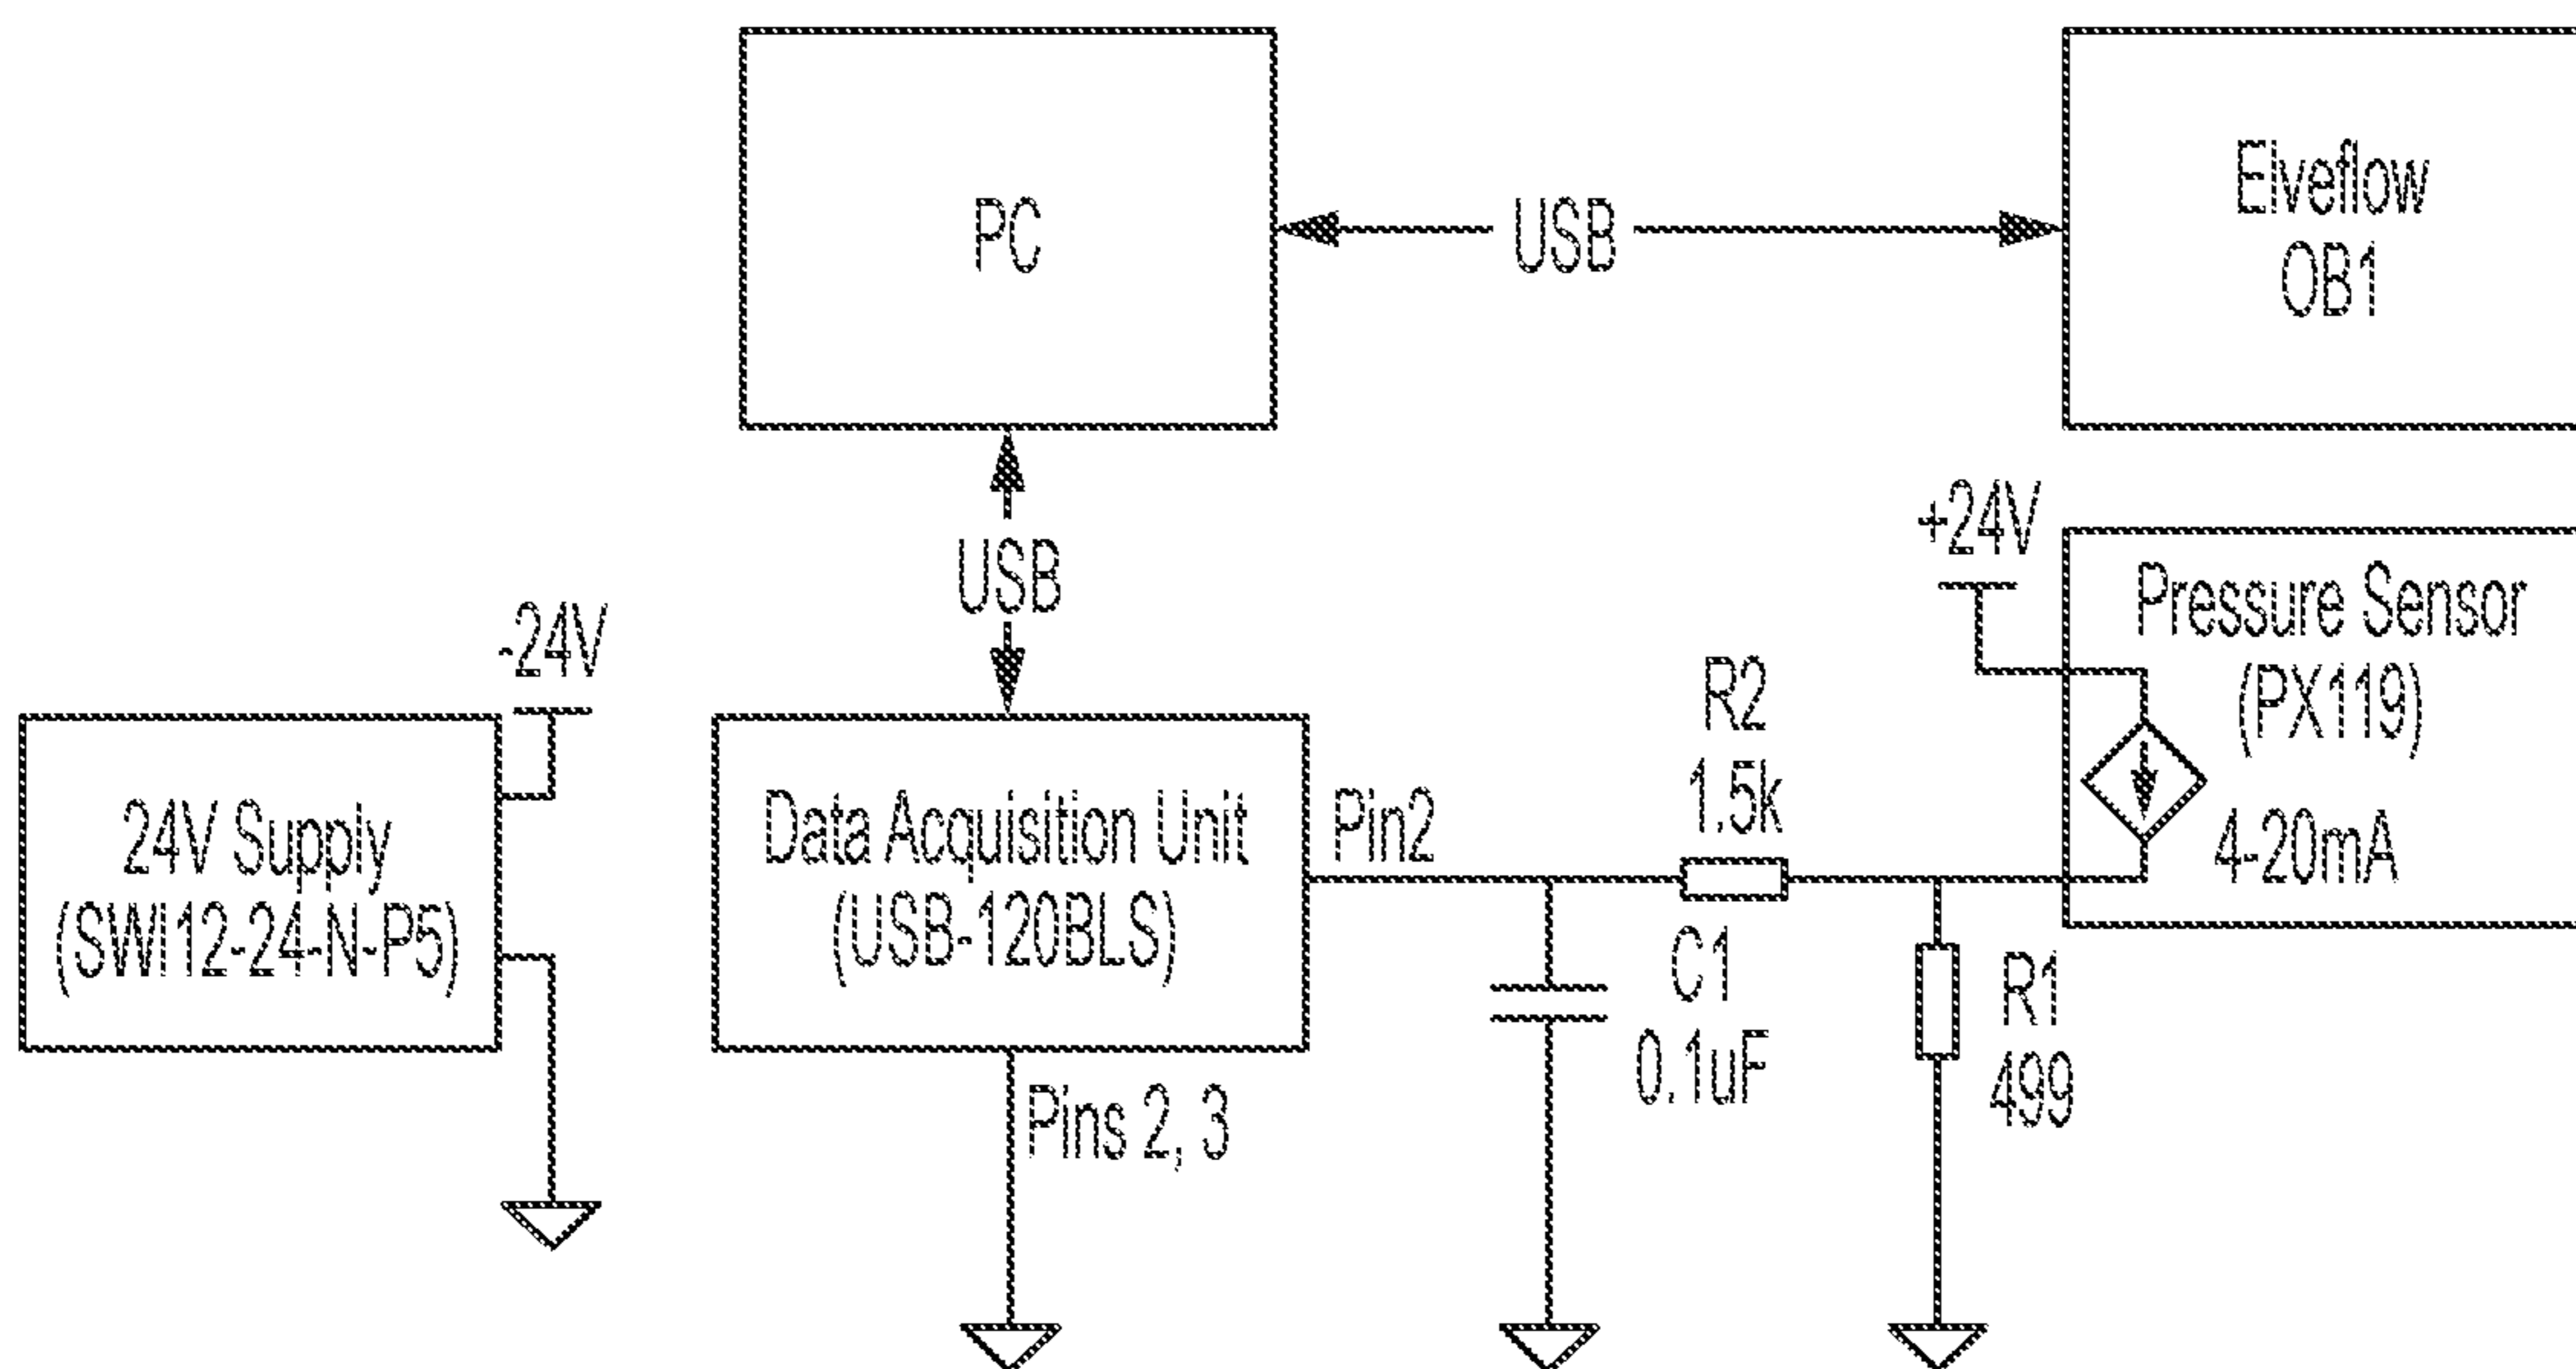 PC
USB
Elveflow
OB1
USB
+24V
Pressure Sensor
(PX119)
4-20mA
-24V
24V Supply
(SWI12-24-N-P5)
Data Acquisition Unit
(USB-120BLS)
Pin2
Pins 2, 3
R2
1.5k
C1
0.1uF
R1
499